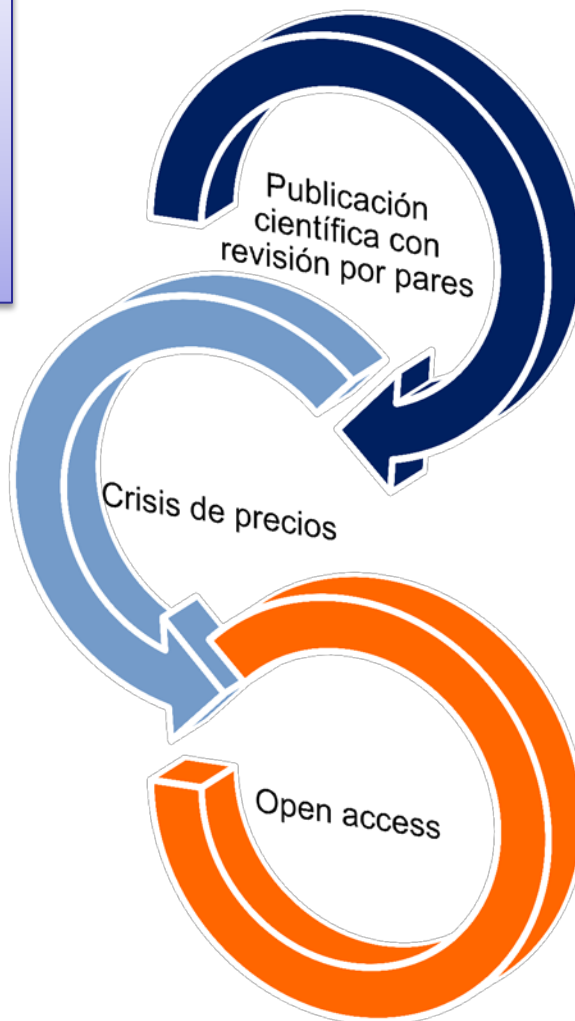 Publicación
científica con
revisión por pares
Crisis de precios
Open access